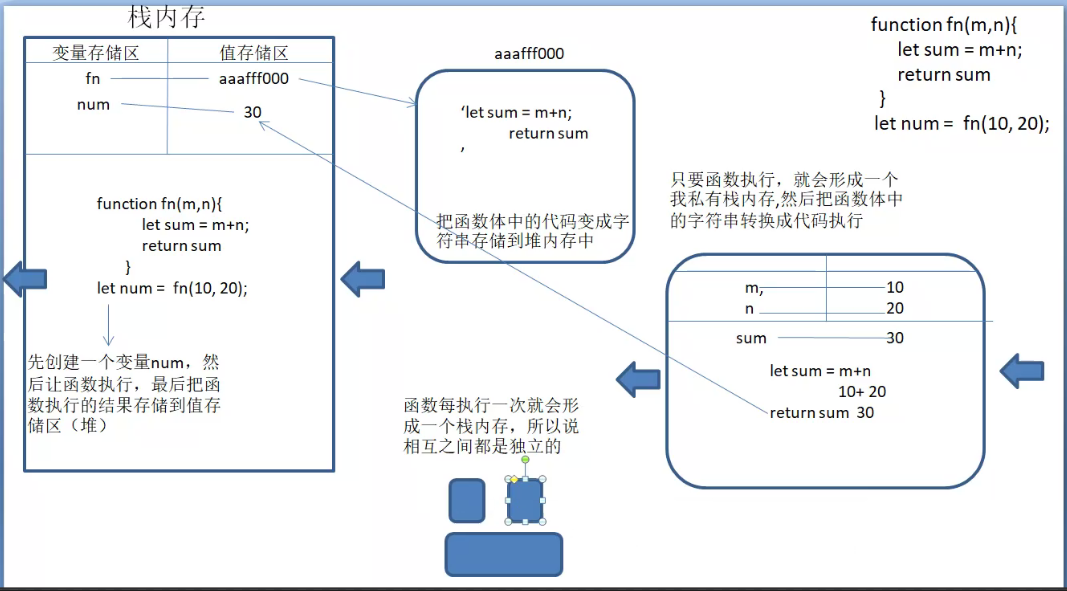 栈内存
变量存储区 值存储区
fn aaafff000
num 30
function fn(m,n){
let sum = m+n;
return sum
}
let num = fn(10, 20);
先创建一个变量num，然
后让函数执行，最后把函
数执行的结果存储到值存
储区（堆）
aaafff000
‘let sum = m+n;
return sum
’
把函数体中的代码变成字
符串存储到堆内存中
function fn(m,n){
let sum = m+n;
return sum
}
let num = fn(10, 20);
只要函数执行，就会形成一个
我私有栈内存,然后把函数体中
的字符串转换成代码执行
m, 10
n 20
sum 30
let sum = m+n
10+ 20
return sum 30
函数每执行一次就会形
成一个栈内存，所以说
相互之间都是独立的